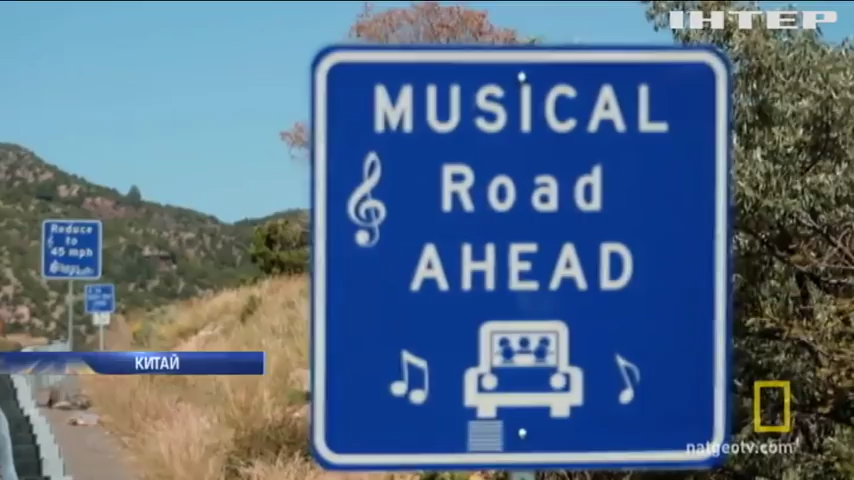 ІНТЕР
MUSICAL
Road
AHEAD
Reduce
to
45 mph
КИТАЙ
natgeotv.com